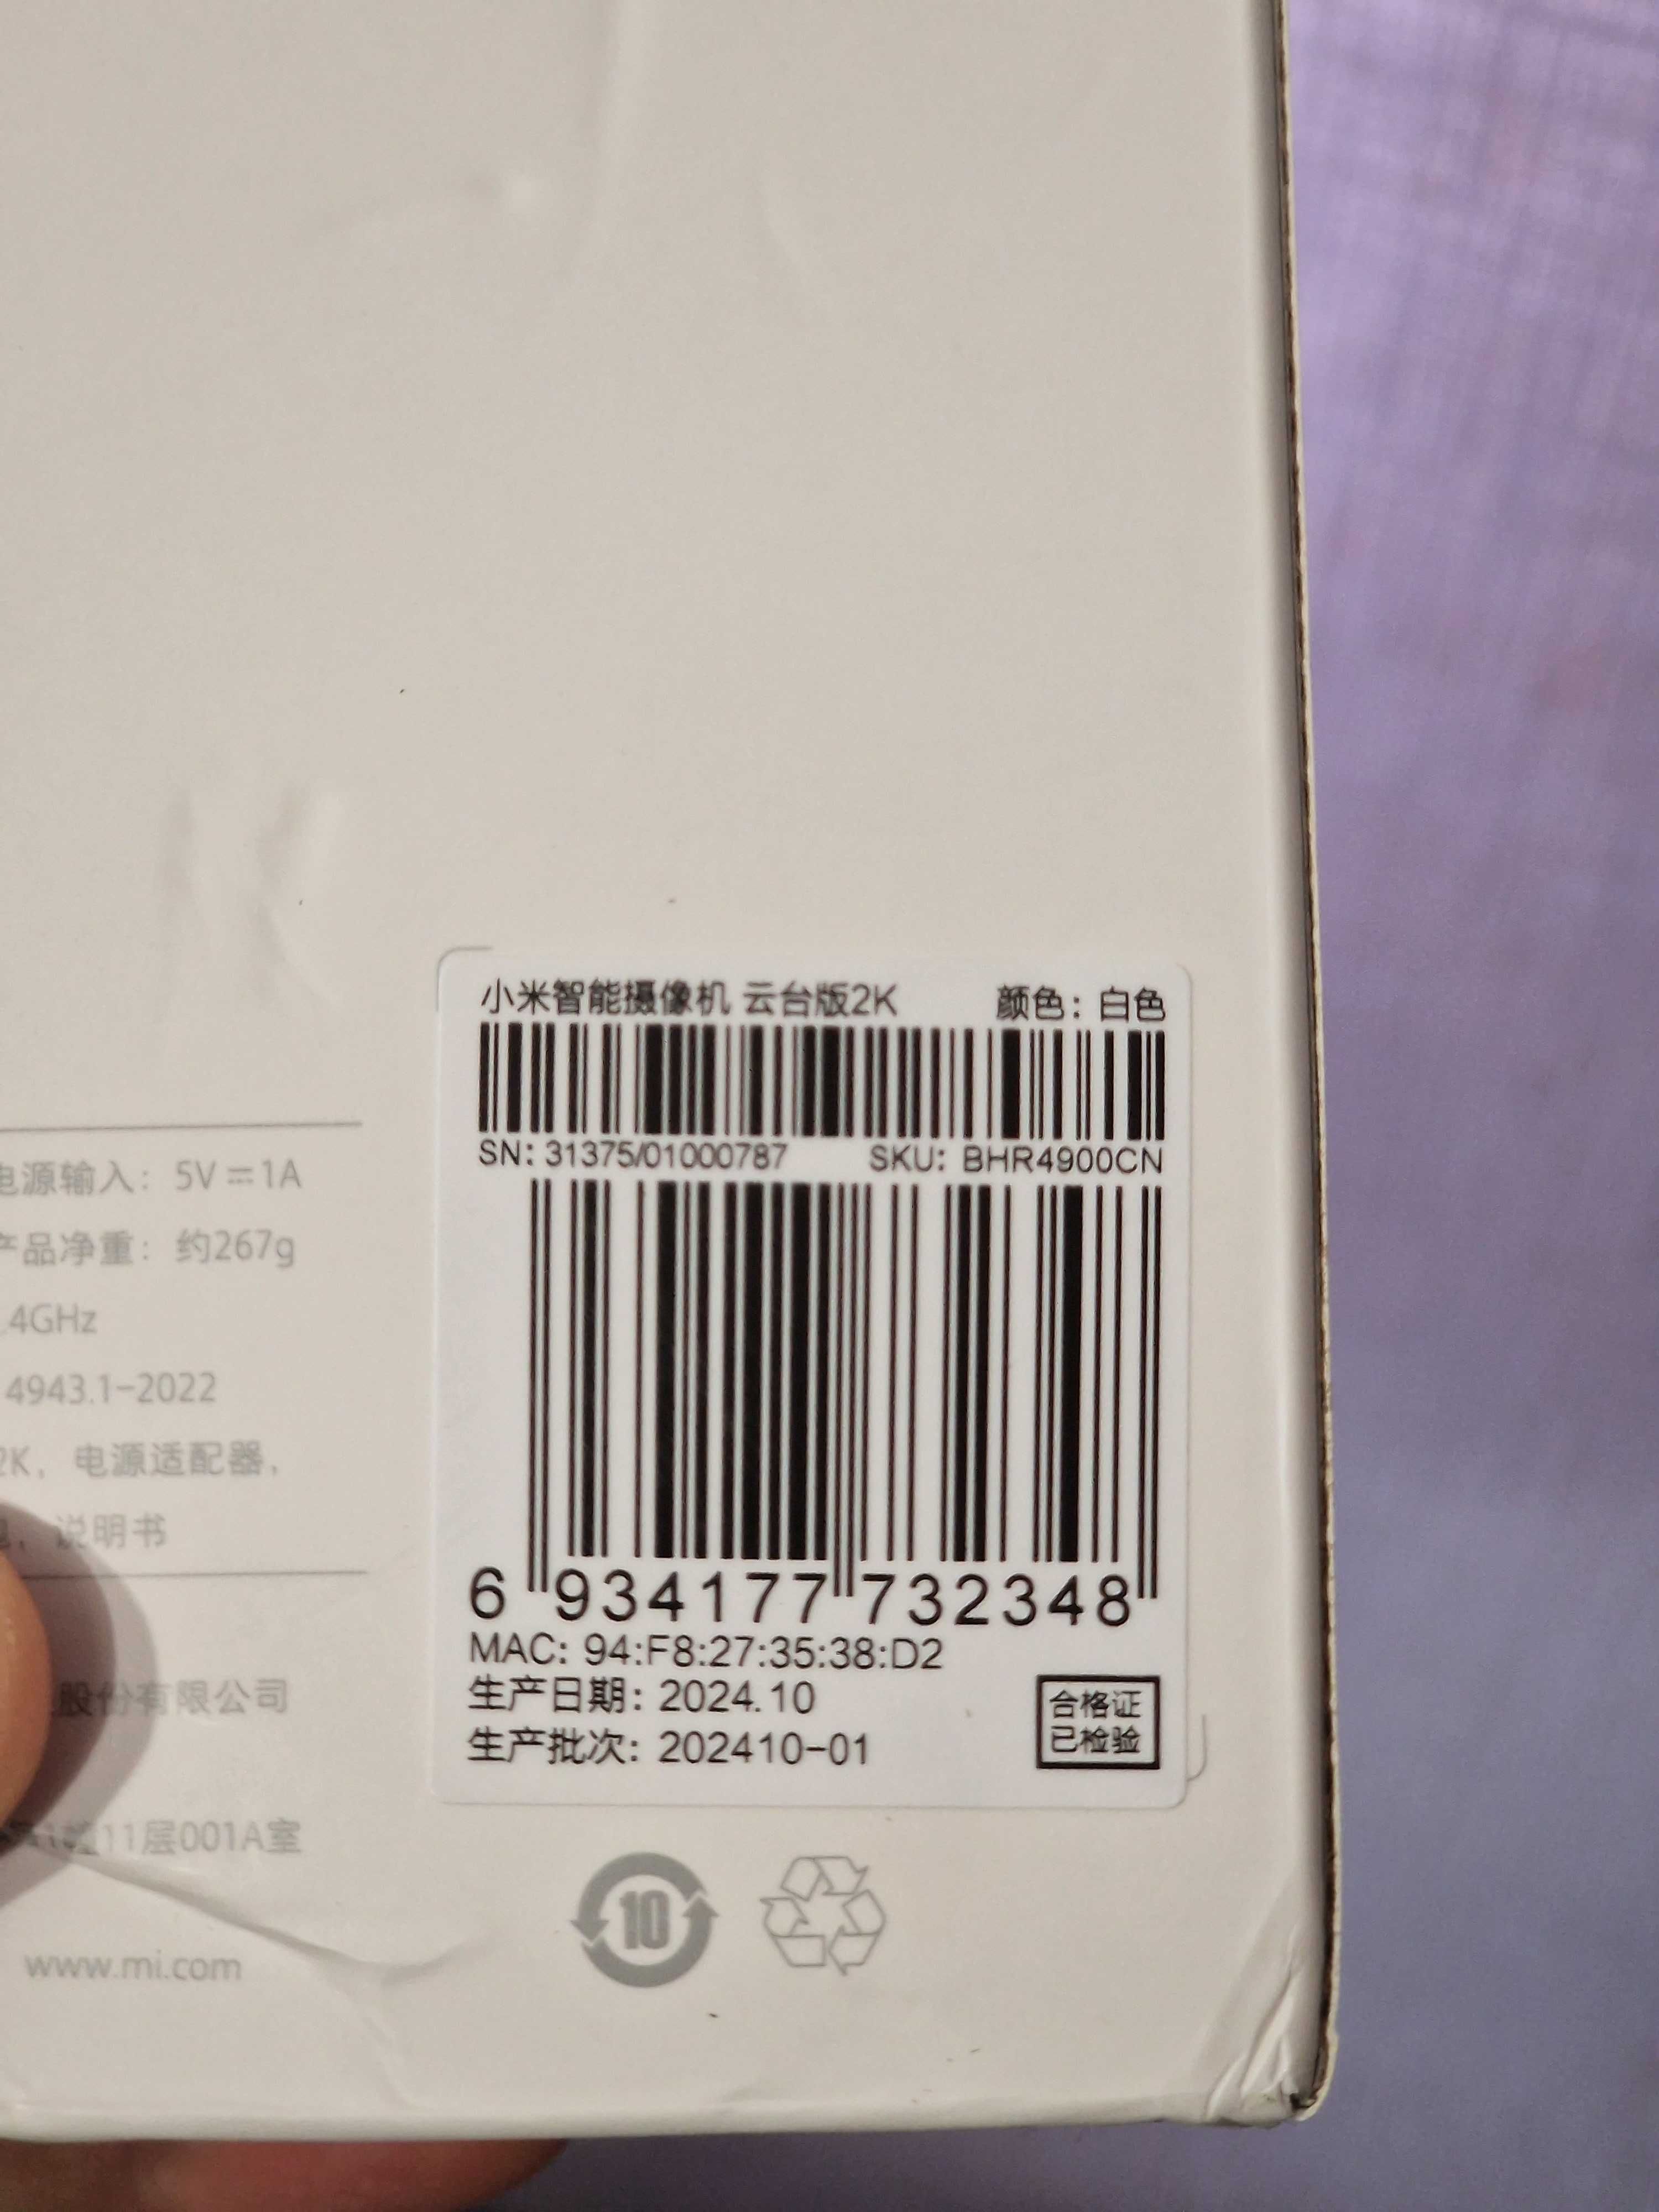 小米智能摄像机 云台版2K 颜色：白色
SN: 31375/01000787 SKU: BHR4900CN
6 934177 732348
MAC: 94:F8:27:35:38:D2
生产日期：2024.10
生产批次：202410-01
合格证
已检验
电源输入：5V⎓1A
产品净重：约267g
.4GHz
4943.1-2022
2K，电源适配器，
说明书
股份有限公司
11层001A室
www.mi.com
10